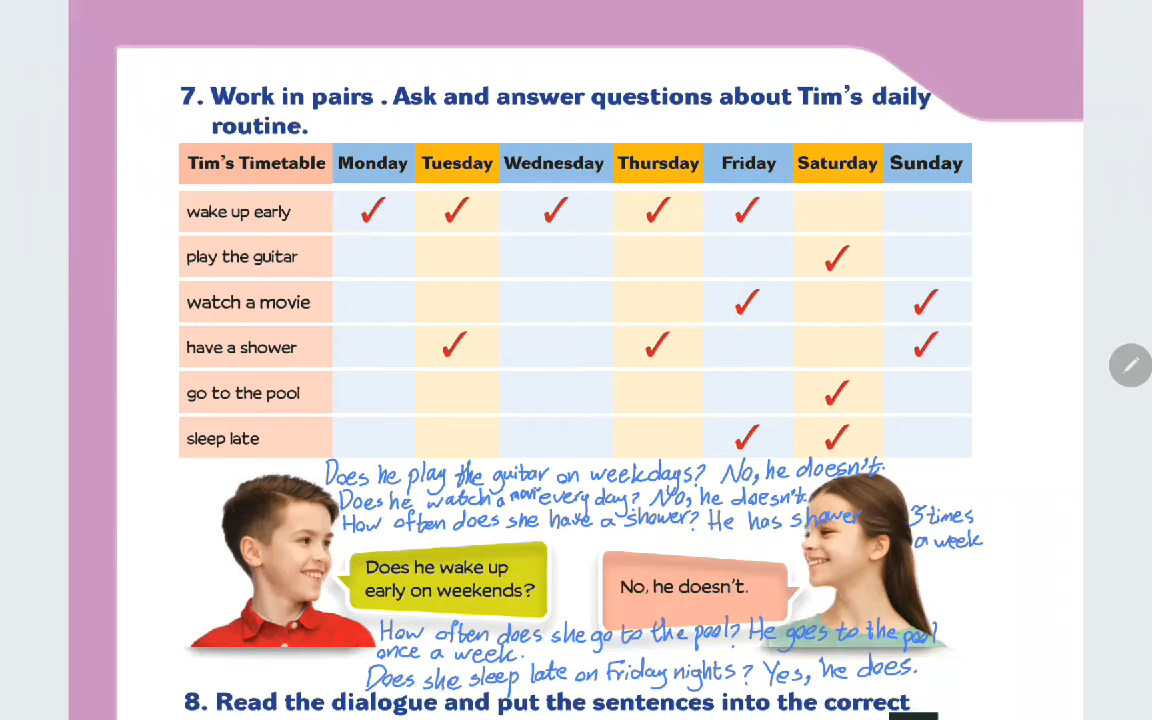 7. Work in pairs . Ask and answer questions about Tim's daily
routine.
Tim's Timetable Monday Tuesday Wednesday Thursday Friday Saturday Sunday
wake up early ✓ ✓ ✓ ✓ ✓
play the guitar ✓
watch a movie ✓ ✓
have a shower ✓ ✓ ✓
go to the pool ✓
sleep late ✓ ✓
Does he play the guitar on weekdays? No, he doesn't.
Does he watch a movie every day? No, he doesn't.
How often does she have a shower? He has shower 3 times
a week
Does he wake up
early on weekends?
No, he doesn't.
How often does she go to the pool? He goes to the pool
once a week.
Does she sleep late on Friday nights? Yes, he does.
8. Read the dialogue and put the sentences into the correct